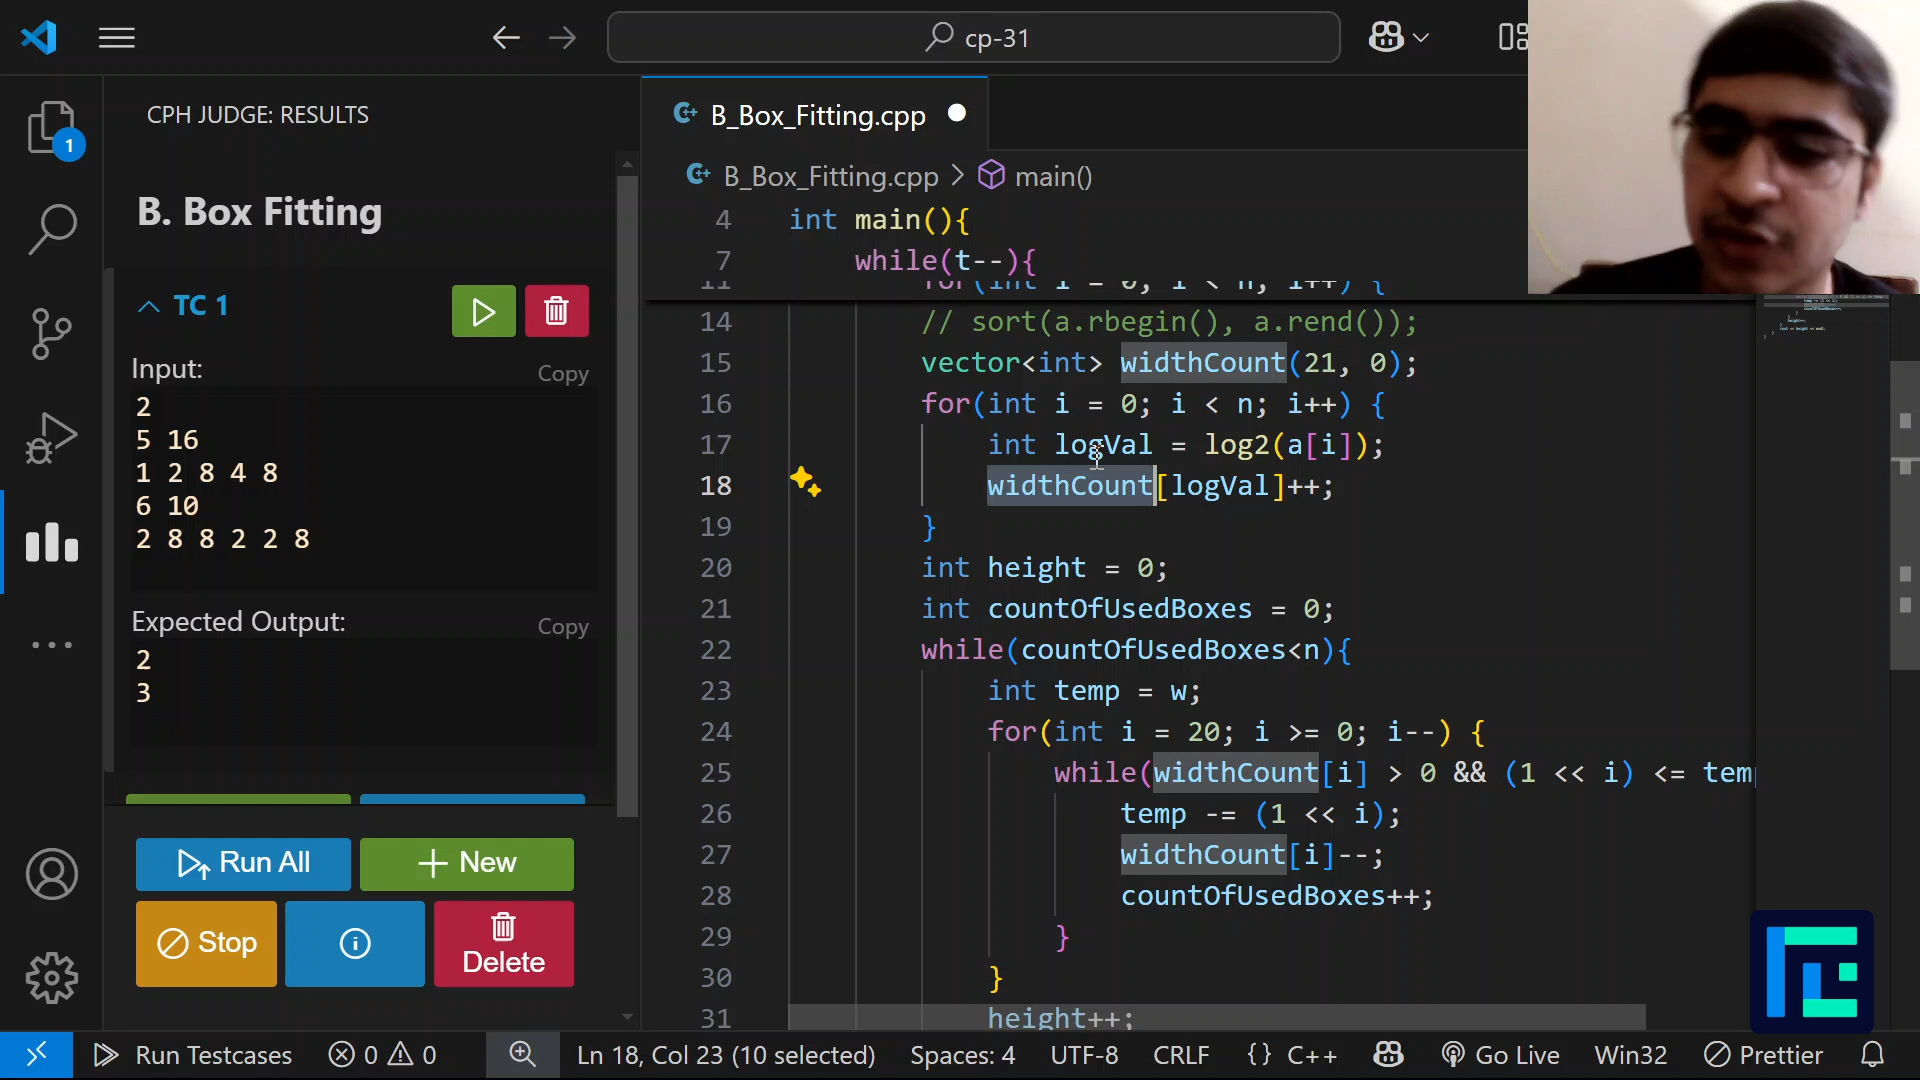 cp-31
CPH JUDGE: RESULTS
1
B. Box Fitting
TC 1
Input:
Copy
2
5 16
1 2 8 4 8
6 10
2 8 8 2 2 8
Expected Output:
Copy
2
3
Run All
New
Stop
Delete
B_Box_Fitting.cpp
B_Box_Fitting.cpp
main()
4 int main(){
7 while(t--){
11 for(int i = 0; i < n; i++) {
14 // sort(a.rbegin(), a.rend());
15 vector<int> widthCount(21, 0);
16 for(int i = 0; i < n; i++) {
17 int logVal = log2(a[i]);
18 widthCount[logVal]++;
19 }
20 int height = 0;
21 int countOfUsedBoxes = 0;
22 while(countOfUsedBoxes<n){
23 int temp = w;
24 for(int i = 20; i >= 0; i--) {
25 while(widthCount[i] > 0 && (1 << i) <= tem
26 temp -= (1 << i);
27 widthCount[i]--;
28 countOfUsedBoxes++;
29 }
30 }
31 height++;
Run Testcases
0
0
Ln 18, Col 23 (10 selected)
Spaces: 4
UTF-8
CRLF
{} C++
Go Live
Win32
Prettier